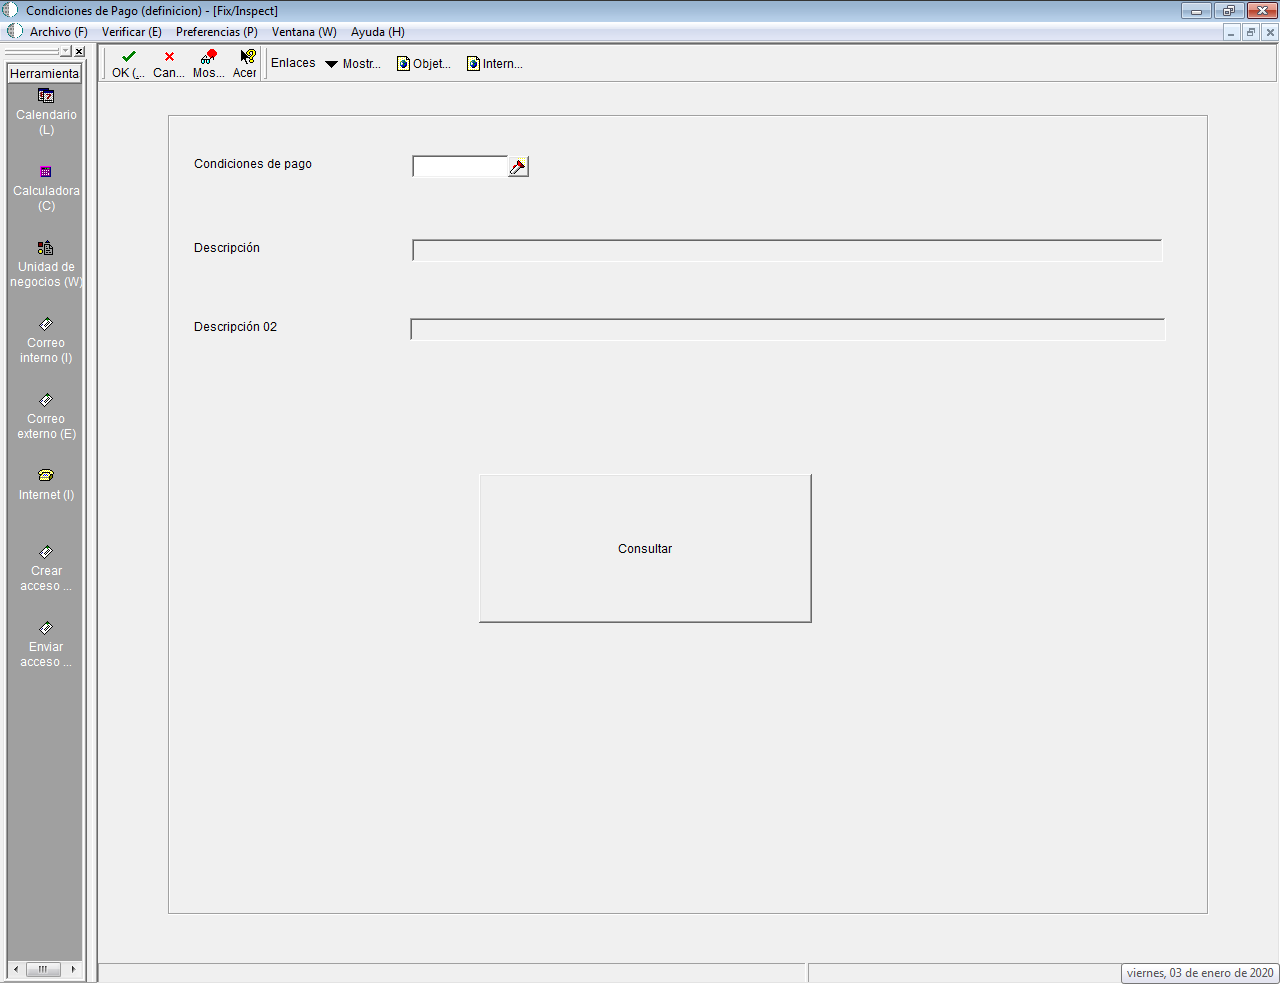 Condiciones de Pago (definicion) - [Fix/Inspect]
Archivo (F) Verificar (E) Preferencias (P) Ventana (W) Ayuda (H)
Herramienta
OK (... Can... Mos... Acer
Enlaces Mostr... Objet... Intern...
Calendario
(L)
Calculadora
(C)
Unidad de
negocios (W)
Correo
interno (I)
Correo
externo (E)
Internet (I)
Crear
acceso ...
Enviar
acceso ...
Condiciones de pago
Descripción
Descripción 02
Consultar
viernes, 03 de enero de 2020